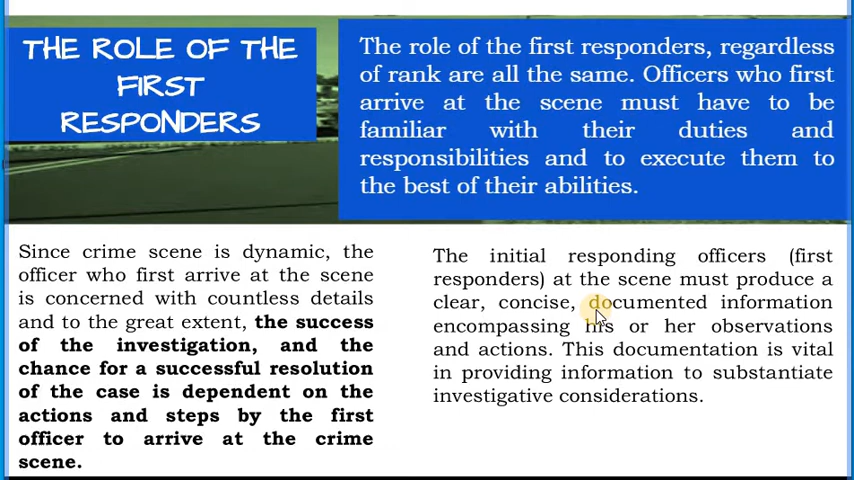 THE ROLE OF THE
FIRST
RESPONDERS
The role of the first responders, regardless
of rank are all the same. Officers who first
arrive at the scene must have to be
familiar with their duties and
responsibilities and to execute them to
the best of their abilities.
Since crime scene is dynamic, the
officer who first arrive at the scene
is concerned with countless details
and to the great extent, the success
of the investigation, and the
chance for a successful resolution
of the case is dependent on the
actions and steps by the first
officer to arrive at the crime
scene.
The initial responding officers (first
responders) at the scene must produce a
clear, concise, documented information
encompassing his or her observations
and actions. This documentation is vital
in providing information to substantiate
investigative considerations.